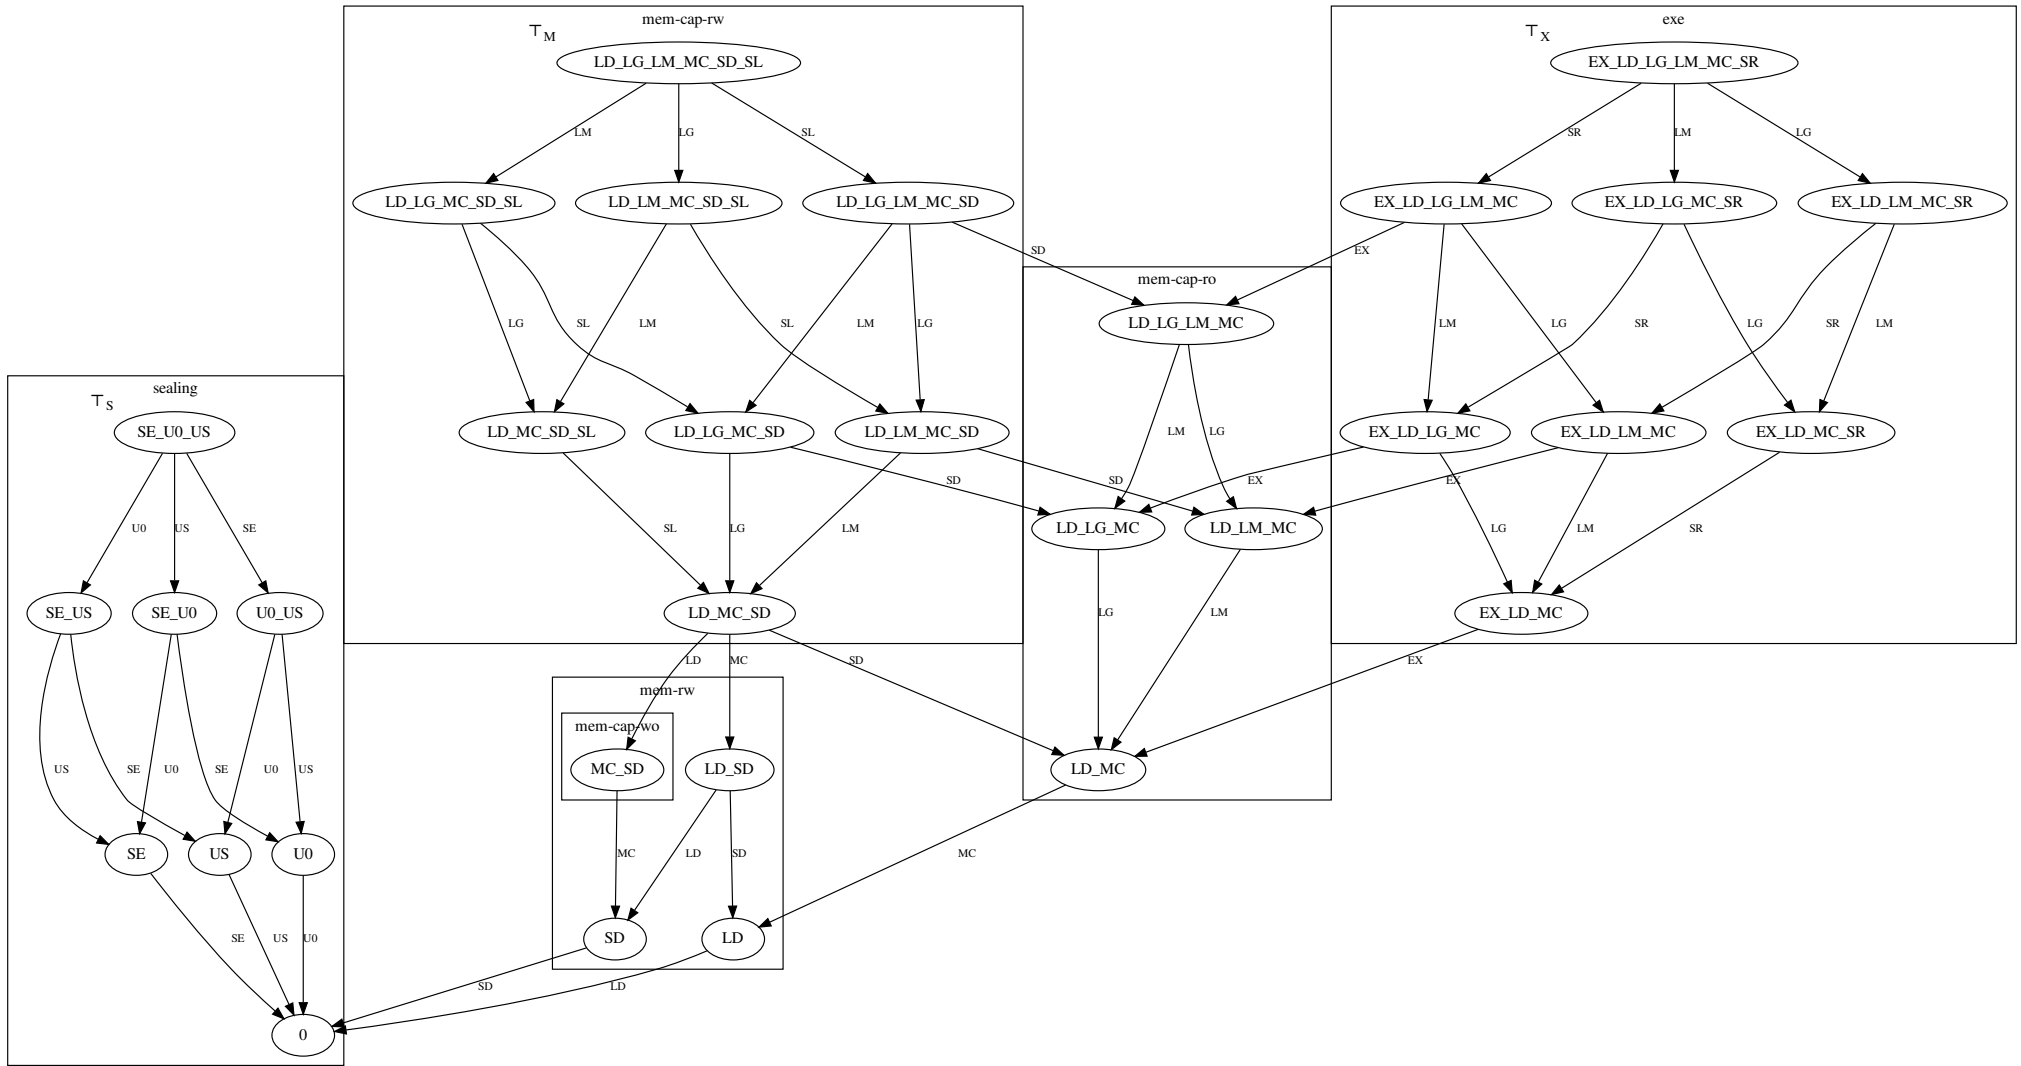 mem-cap-rw
⊤M
LD_LG_LM_MC_SD_SL
exe
⊤X
EX_LD_LG_LM_MC_SR
LM
LG
SL
SR
LM
LG
LD_LG_MC_SD_SL
LD_LM_MC_SD_SL
LD_LG_LM_MC_SD
EX_LD_LG_LM_MC
EX_LD_LG_MC_SR
EX_LD_LM_MC_SR
SD
EX
mem-cap-ro
LD_LG_LM_MC
LG
SL
LM
SL
LM
LG
LM
LG
SR
LG
SR
LM
sealing
⊤S
SE_U0_US
LD_MC_SD_SL
LD_LG_MC_SD
LD_LM_MC_SD
LM
LG
EX_LD_LG_MC
EX_LD_LM_MC
EX_LD_MC_SR
SD
SD
EX
EX
U0
US
SE
SL
LG
LM
LD_LG_MC
LD_LM_MC
LG
LM
SR
SE_US
SE_U0
U0_US
LD_MC_SD
LG
LM
EX_LD_MC
LD
MC
SD
EX
mem-rw
mem-cap-wo
US
SE
U0
SE
U0
US
MC_SD
LD_SD
LD_MC
SE
US
U0
MC
LD
SD
MC
SE
US
U0
SD
LD
SD
LD
0